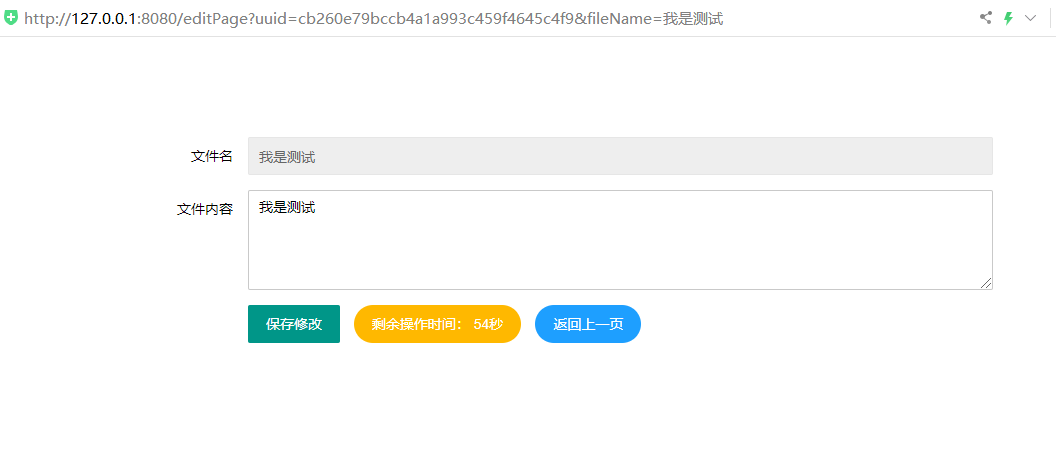 http://127.0.0.1:8080/editPage?uuid=cb260e79bccb4a1a993c459f4645c4f9&fileName=我是测试
文件名 我是测试
文件内容 我是测试
保存修改 剩余操作时间： 54秒 返回上一页